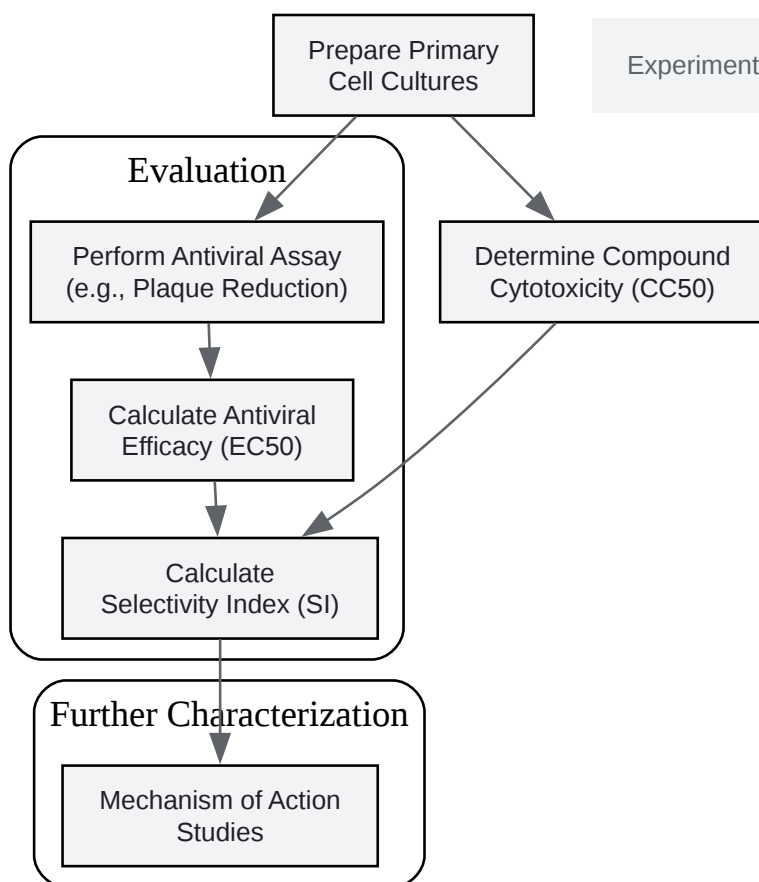 Prepare Primary
Cell Cultures
Experiment
Evaluation
Perform Antiviral Assay
(e.g., Plaque Reduction)
Determine Compound
Cytotoxicity (CC50)
Calculate Antiviral
Efficacy (EC50)
Calculate
Selectivity Index (SI)
Further Characterization
Mechanism of Action
Studies